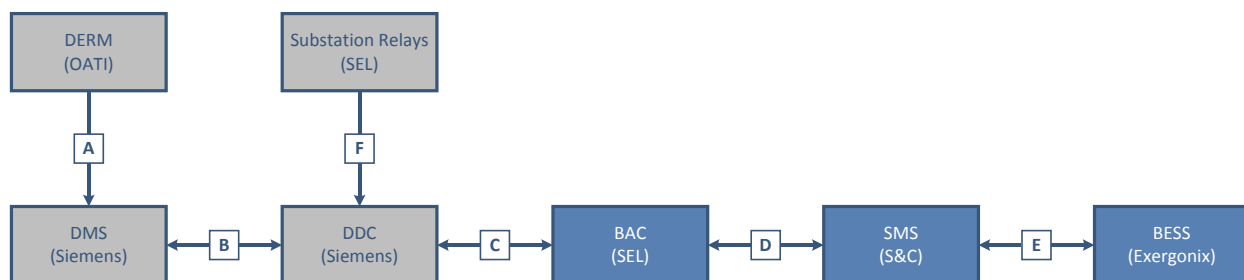 DERM
(OATI)
Substation Relays
(SEL)
A
F
DMS
(Siemens)
B
DDC
(Siemens)
C
BAC
(SEL)
D
SMS
(S&C)
E
BESS
(Exergonix)